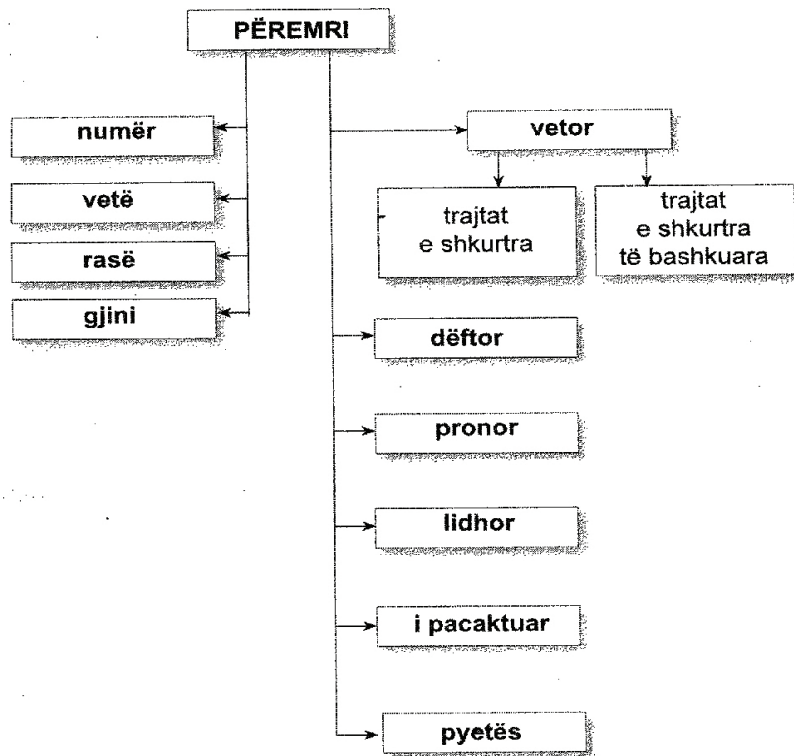 PËREMRI
numër
vetë
rasë
gjini
vetor
trajtat
e shkurtra
trajtat
e shkurtra
të bashkuara
dëftor
pronor
lidhor
i pacaktuar
pyetës